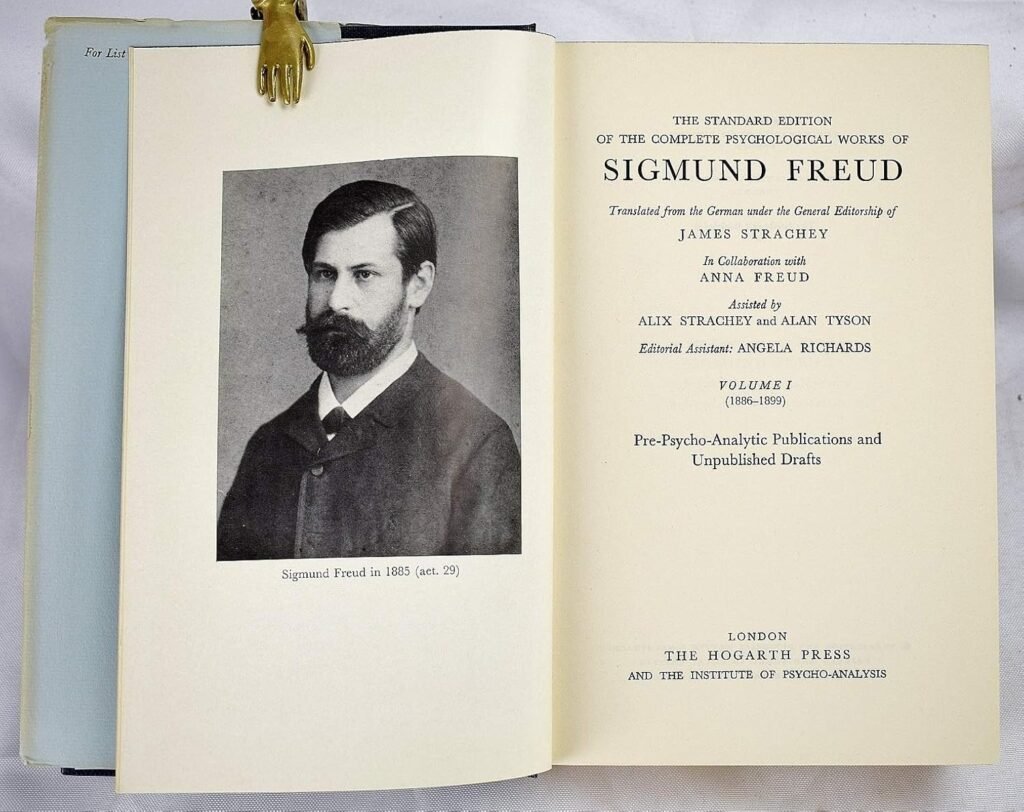 For List
Sigmund Freud in 1885 (aet. 29)
THE STANDARD EDITION
OF THE COMPLETE PSYCHOLOGICAL WORKS OF
SIGMUND FREUD
Translated from the German under the General Editorship of
JAMES STRACHEY
In Collaboration with
ANNA FREUD
Assisted by
ALIX STRACHEY and ALAN TYSON
Editorial Assistant: ANGELA RICHARDS
VOLUME I
(1886–1899)
Pre-Psycho-Analytic Publications and
Unpublished Drafts
LONDON
THE HOGARTH PRESS
AND THE INSTITUTE OF PSYCHO-ANALYSIS